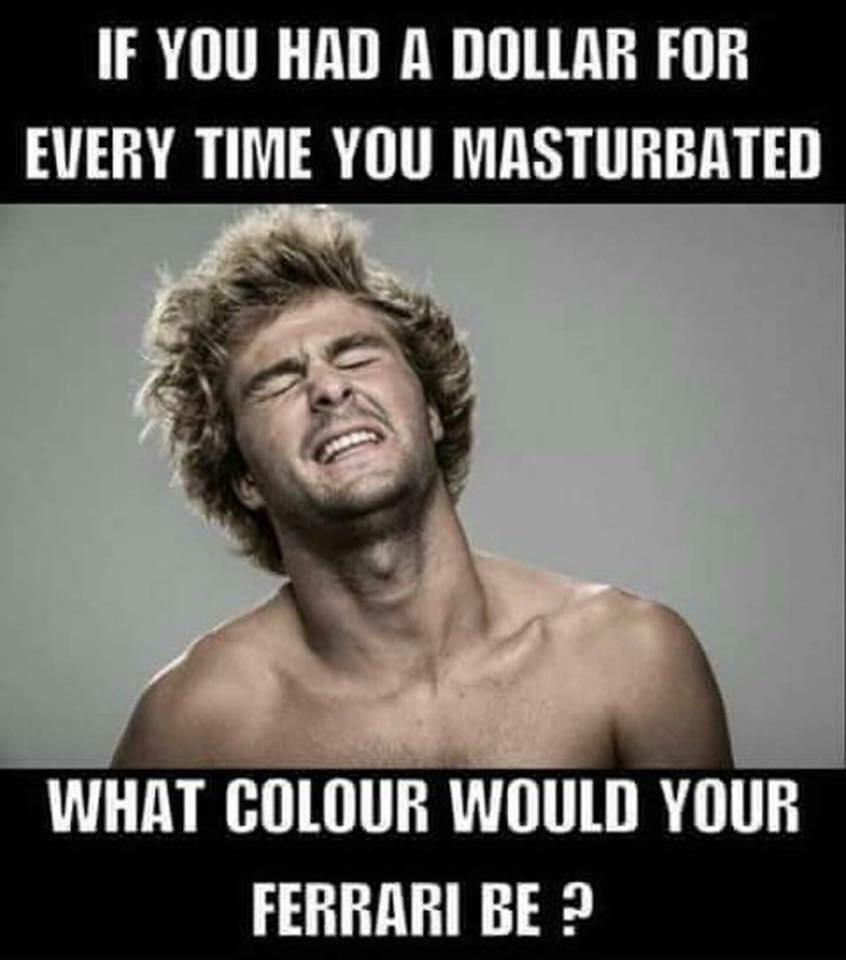 IF YOU HAD A DOLLAR FOR
EVERY TIME YOU MASTURBATED
WHAT COLOUR WOULD YOUR
FERRARI BE ?